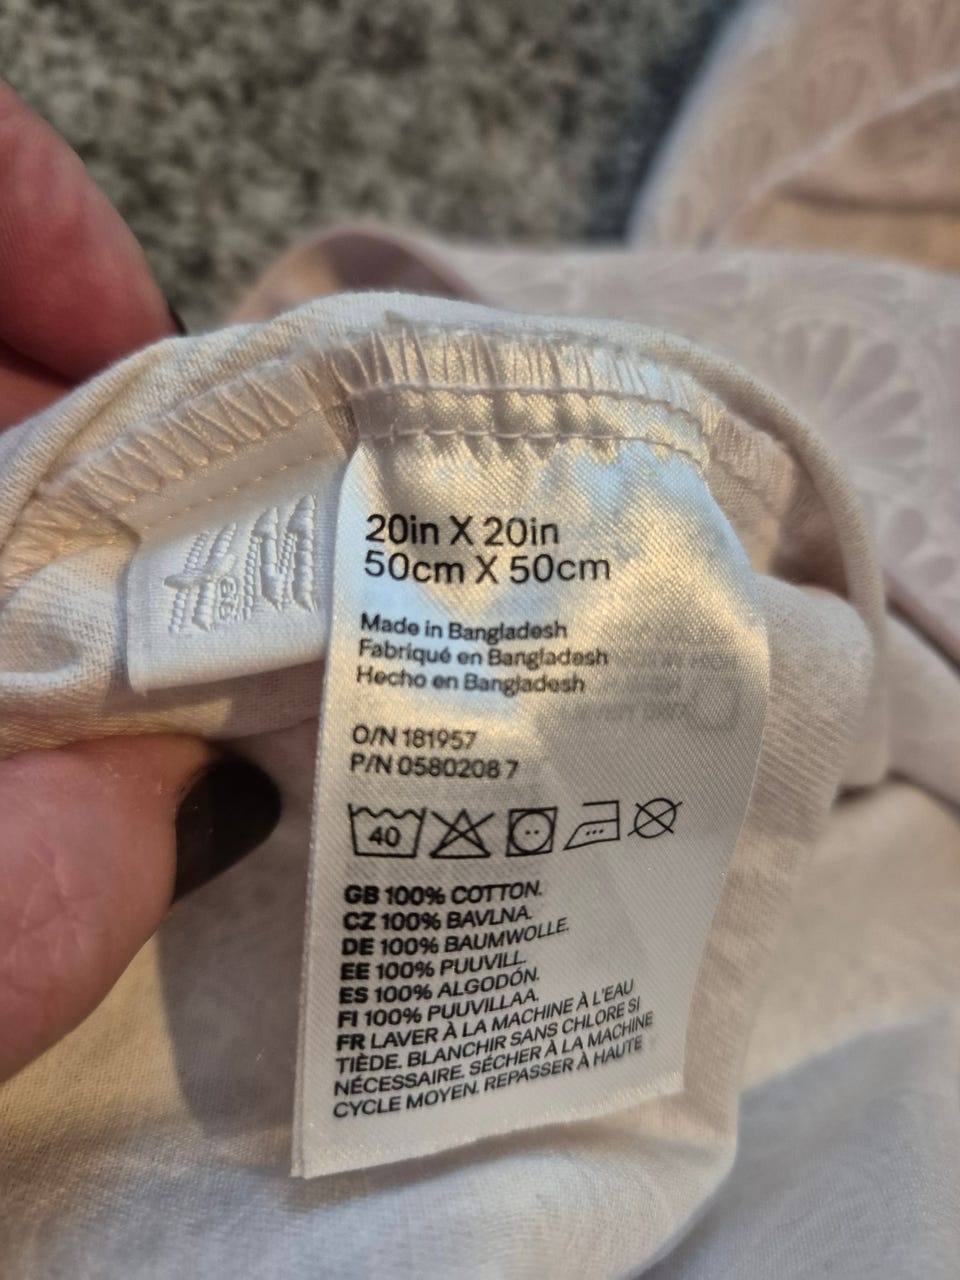 H&M
20in X 20in
50cm X 50cm
Made in Bangladesh
Fabriqué en Bangladesh
Hecho en Bangladesh
O/N 181957
P/N 0580208 7
40
GB 100% COTTON.
CZ 100% BAVLNA.
DE 100% BAUMWOLLE.
EE 100% PUUVILL.
ES 100% ALGODÓN.
FI 100% PUUVILLAA.
FR LAVER À LA MACHINE À L'EAU
TIÈDE. BLANCHIR SANS CHLORE SI
NÉCESSAIRE. SÉCHER À LA MACHINE
CYCLE MOYEN. REPASSER À HAUTE